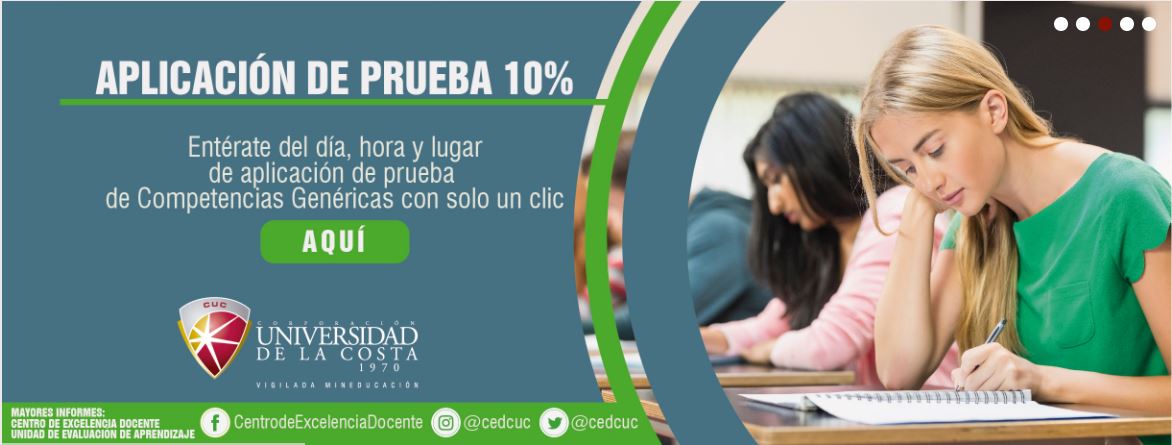 APLICACIÓN DE PRUEBA 10%
Entérate del día, hora y lugar
de aplicación de prueba
de Competencias Genéricas con solo un clic
AQUÍ
CUC
CORPORACIÓN
UNIVERSIDAD
DE LA COSTA
1970
VIGILADA MINEDUCACIÓN
MAYORES INFORMES:
CENTRO DE EXCELENCIA DOCENTE
UNIDAD DE EVALUACION DE APRENDIZAJE
CentrodeExcelenciaDocente
@cedcuc
@cedcuc